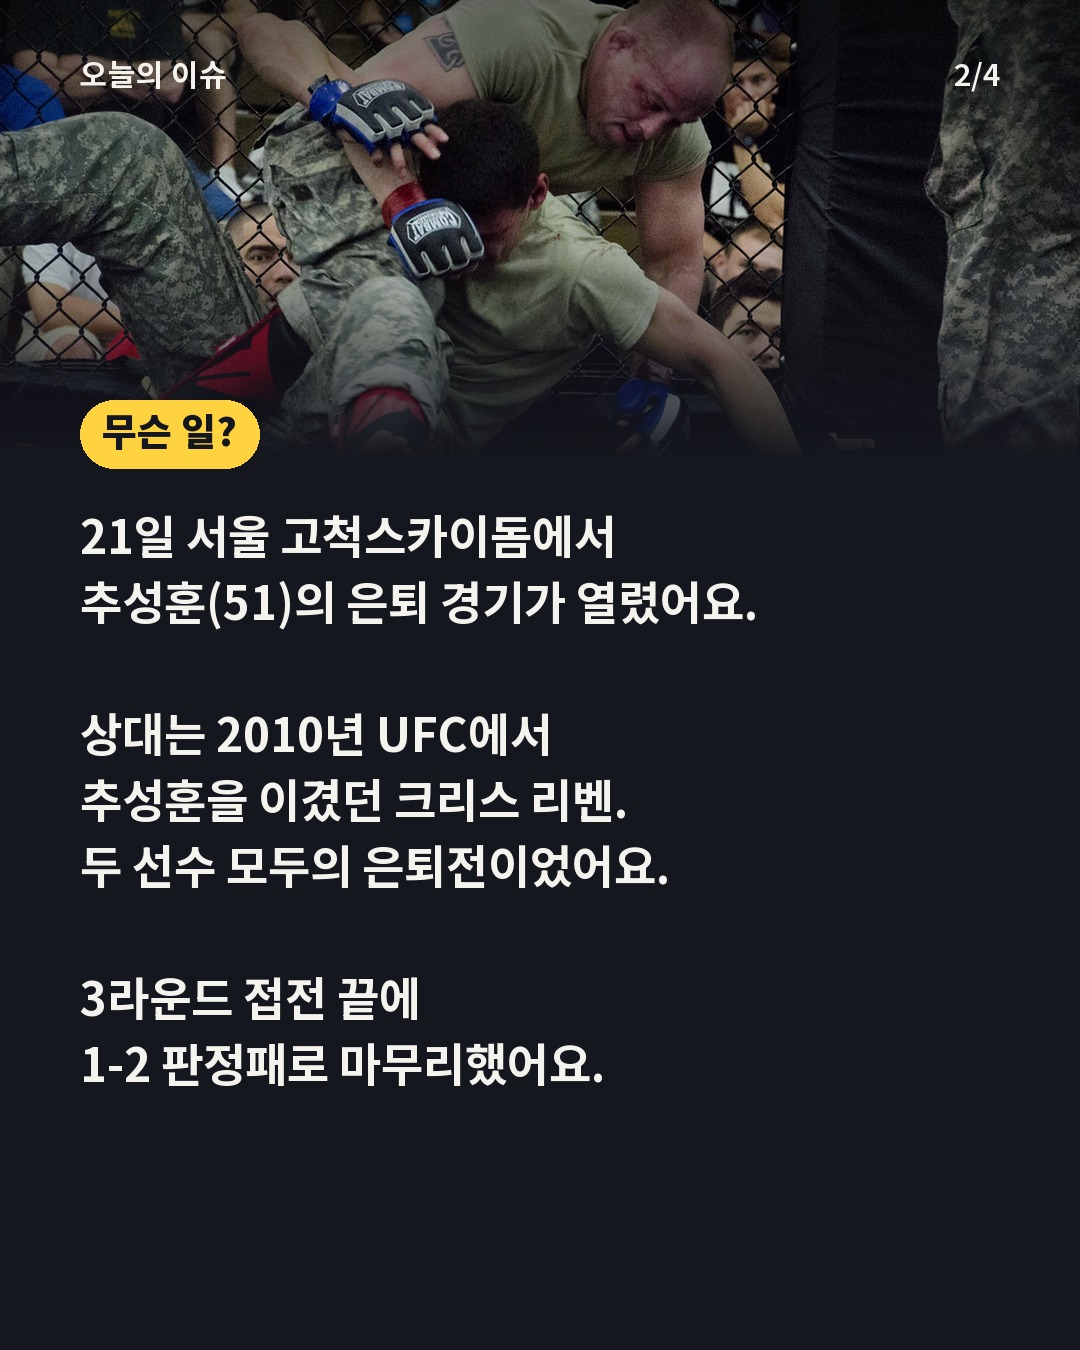 오늘의 이슈
2/4
COMBAT
COMBAT
무슨 일?
21일 서울 고척스카이돔에서
추성훈(51)의 은퇴 경기가 열렸어요.
상대는 2010년 UFC에서
추성훈을 이겼던 크리스 리벤.
두 선수 모두의 은퇴전이었어요.
3라운드 접전 끝에
1-2 판정패로 마무리했어요.